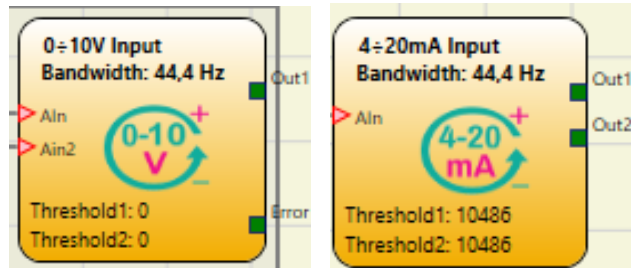 0÷10V Input
Bandwidth: 44,4 Hz
Out1
AIn
Ain2
0-10
V
+
−
Error
Threshold1: 0
Threshold2: 0
4÷20mA Input
Bandwidth: 44,4 Hz
Out1
Out2
AIn
4-20
mA
+
−
Threshold1: 10486
Threshold2: 10486